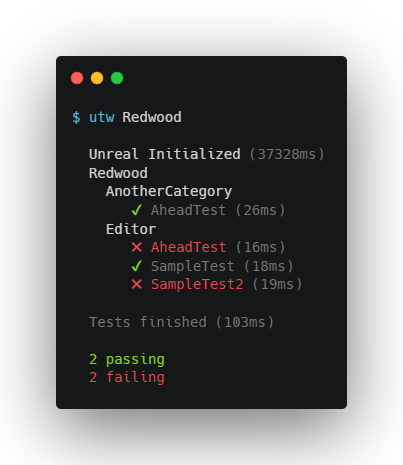 $ utw Redwood
Unreal Initialized (37328ms)
Redwood
AnotherCategory
✓ AheadTest (26ms)
Editor
✕ AheadTest (16ms)
✓ SampleTest (18ms)
✕ SampleTest2 (19ms)
Tests finished (103ms)
2 passing
2 failing